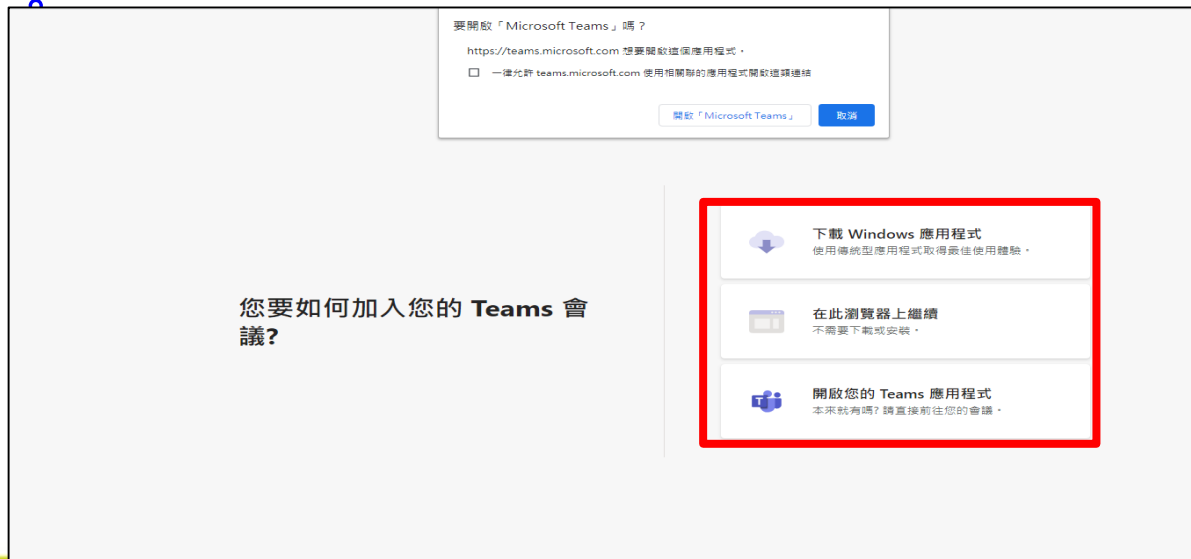 要開啟「Microsoft Teams」嗎？
https://teams.microsoft.com 想要開啟這個應用程式。
一律允許 teams.microsoft.com 使用相關聯的應用程式開啟這類連結
開啟「Microsoft Teams」
取消
您要如何加入您的 Teams 會
議?
下載 Windows 應用程式
使用傳統型應用程式取得最佳使用體驗。
在此瀏覽器上繼續
不需要下載或安裝。
開啟您的 Teams 應用程式
本來就有嗎? 請直接前往您的會議。